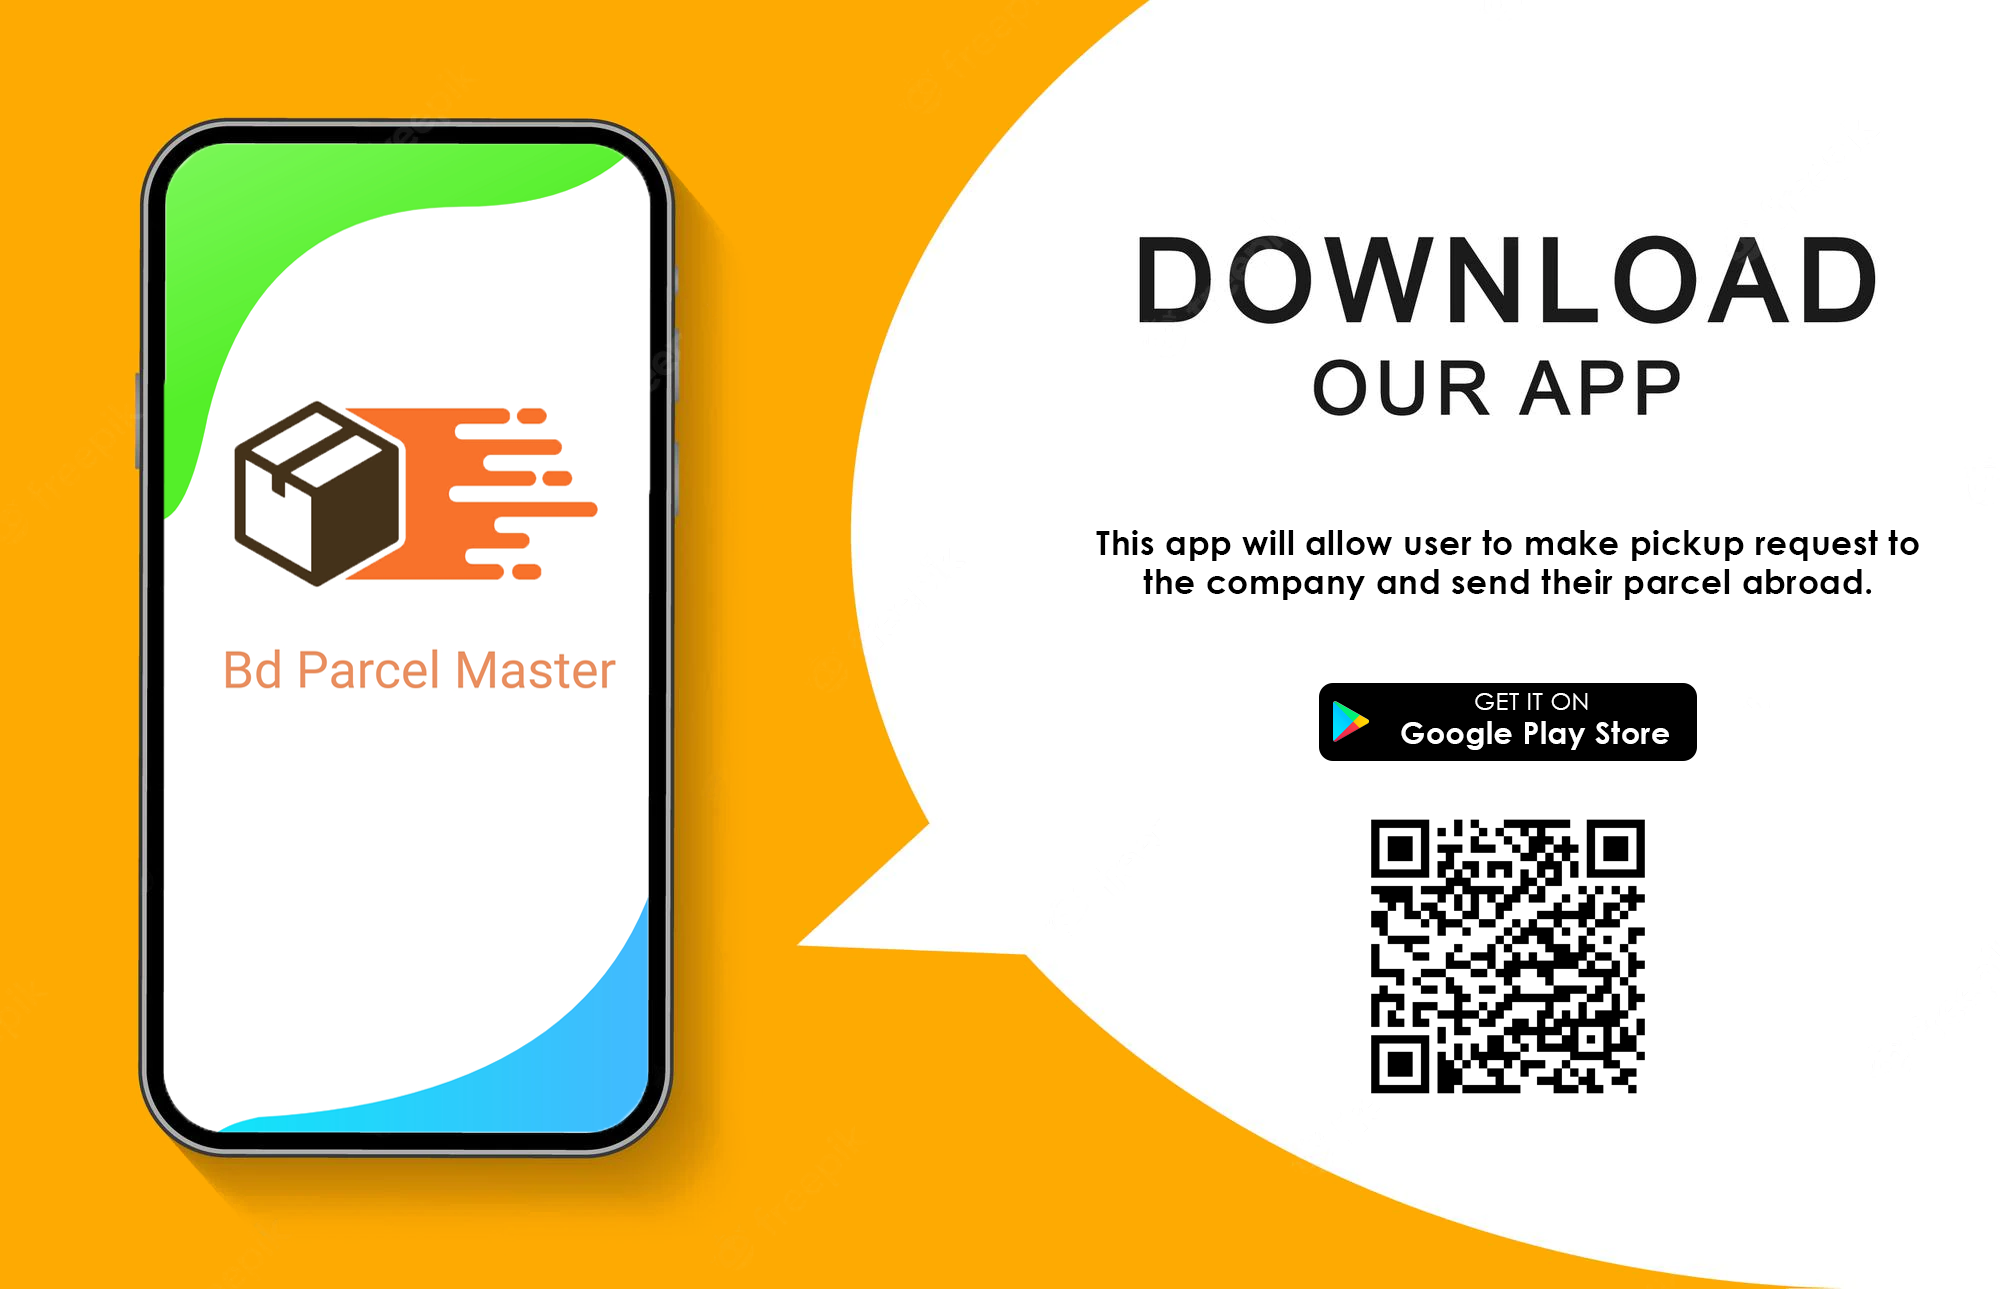 Bd Parcel Master
DOWNLOAD
OUR APP
This app will allow user to make pickup request to
the company and send their parcel abroad.
GET IT ON
Google Play Store